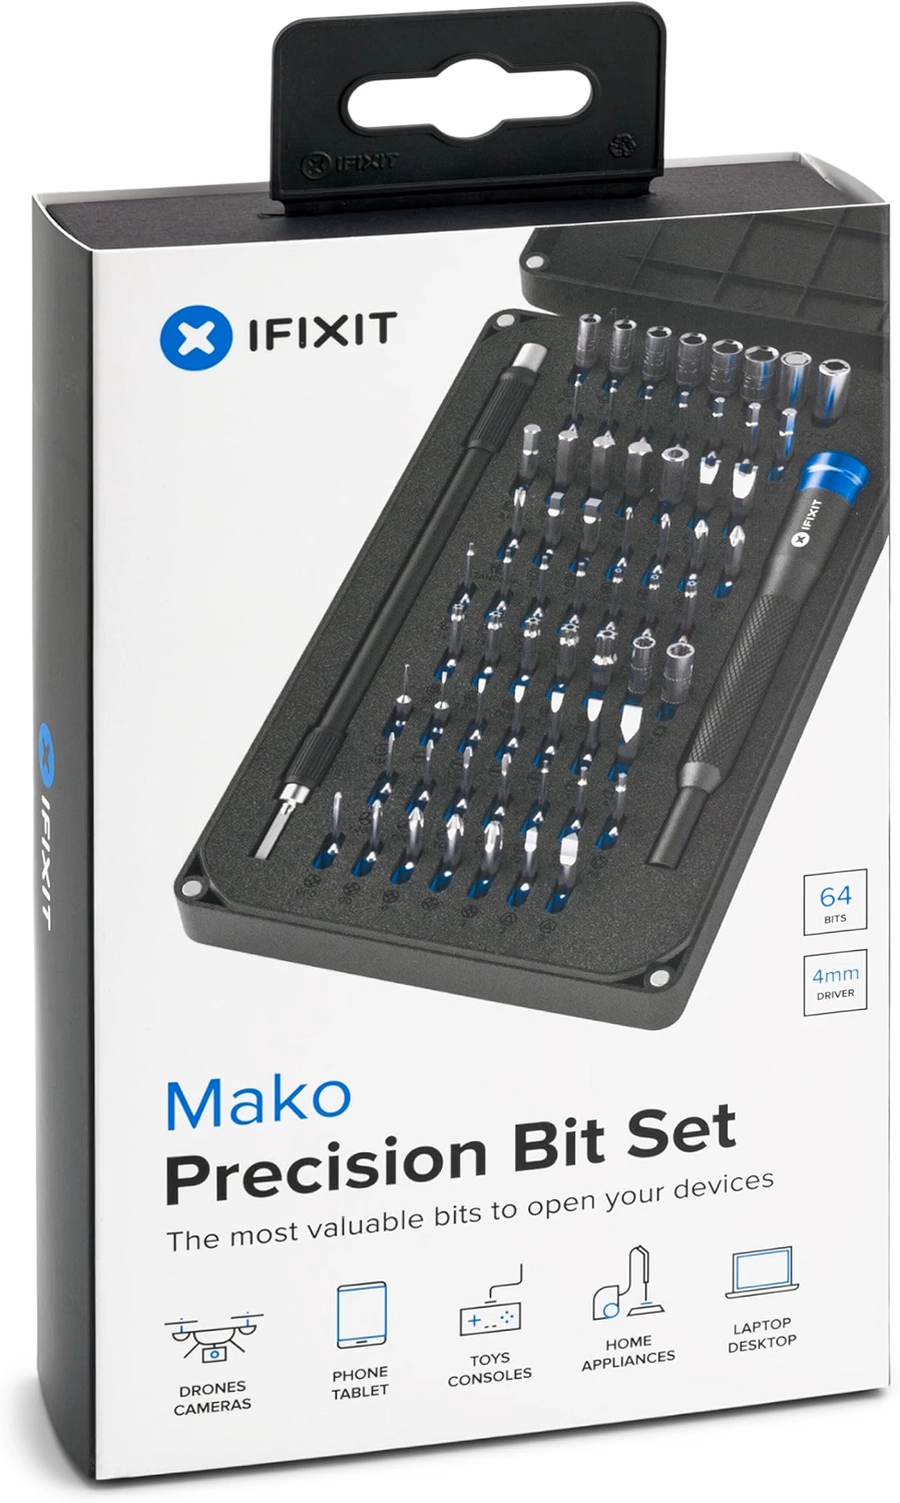 IFIXIT
IFIXIT
IFIXIT
IFIXIT
64
BITS
4mm
DRIVER
Mako
Precision Bit Set
The most valuable bits to open your devices
DRONES
CAMERAS
PHONE
TABLET
TOYS
CONSOLES
HOME
APPLIANCES
LAPTOP
DESKTOP